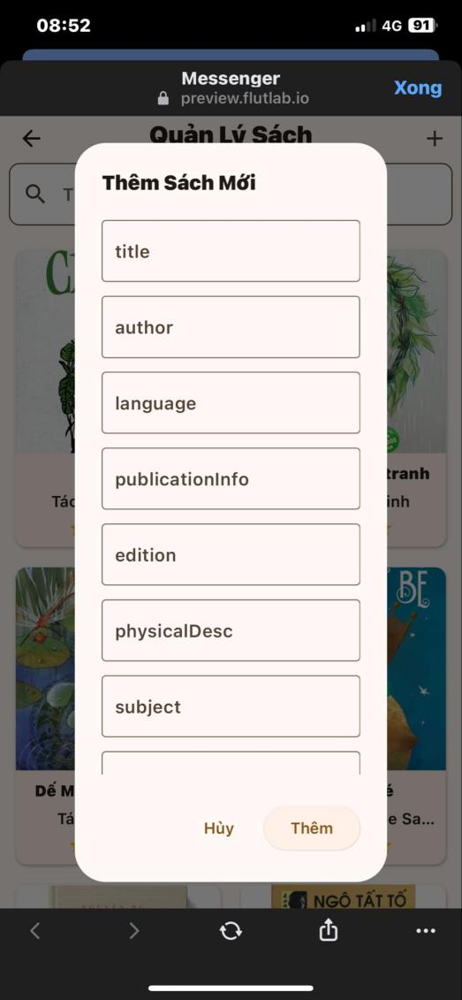 08:52
4G 91
Messenger
preview.flutlab.io
Xong
Quản Lý Sách
T
Thêm Sách Mới
title
author
language
publicationInfo
edition
physicalDesc
subject
Hủy
Thêm
tranh
Tác
inh
BE
Dế M
é
Tá
e Sa...
NGÔ TẤT TỐ